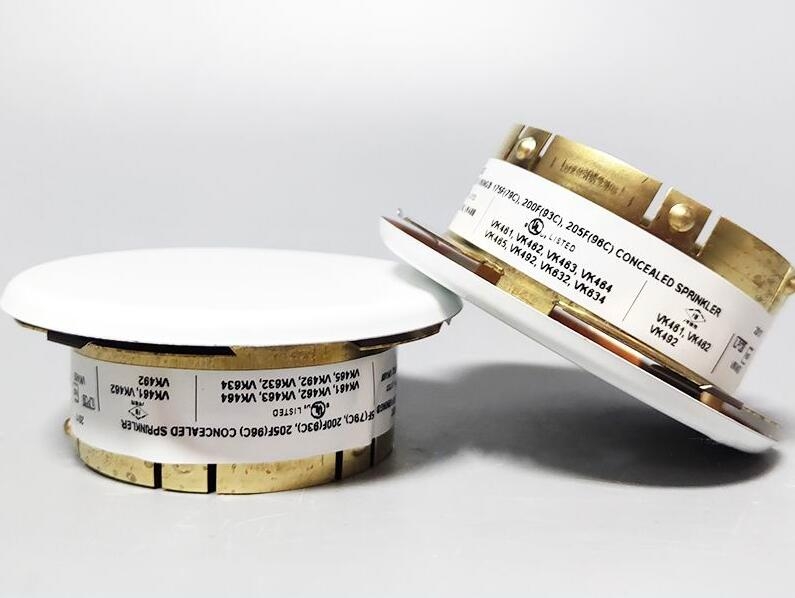 175F(79C), 200F(93C), 205F(96C) CONCEALED SPRINKLER
UL LISTED
VK461, VK462, VK463, VK464
VK465, VK492, VK632, VK634
VK461, VK462
VK492
5F(79C), 200F(93C), 205F(96C) CONCEALED SPRINKLER
UL LISTED
VK461, VK462, VK463, VK464
VK465, VK492, VK632, VK634
VK461, VK462
VK492